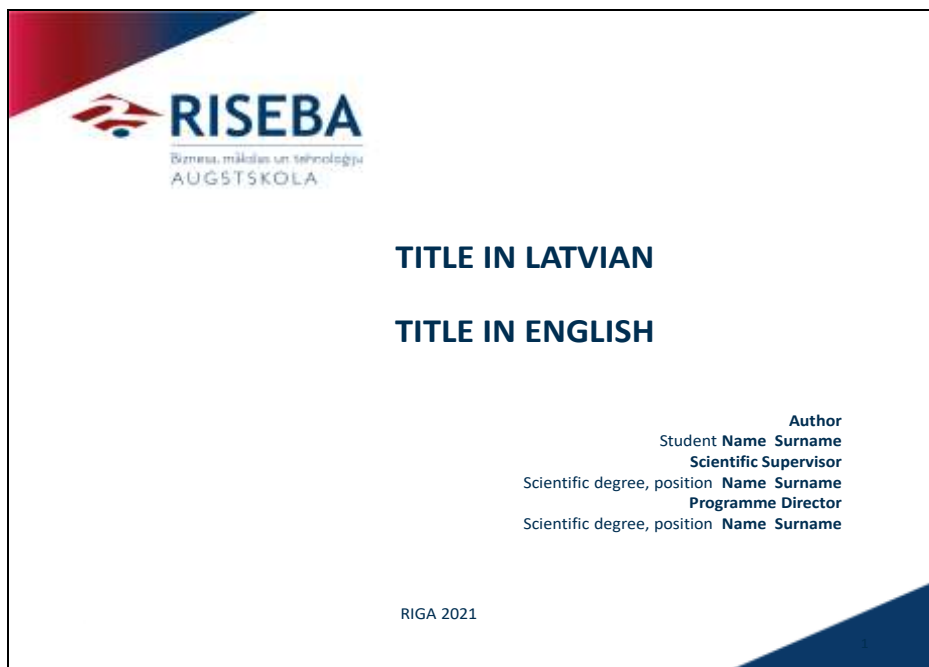 RISEBA
Biznesa, mākslas un tehnoloģiju
AUGSTSKOLA
TITLE IN LATVIAN
TITLE IN ENGLISH
Author
Student Name Surname
Scientific Supervisor
Scientific degree, position Name Surname
Programme Director
Scientific degree, position Name Surname
RIGA 2021
1